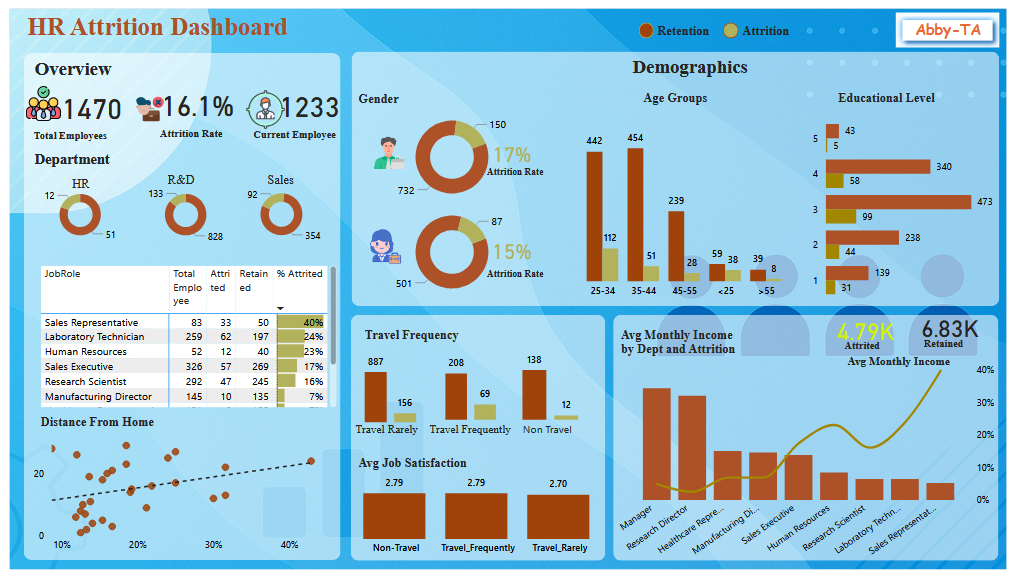 HR Attrition Dashboard
Retention
Attrition
Abby-TA
Overview
1470
16.1%
1233
Total Employees
Attrition Rate
Current Employee
Department
HR
R&D
Sales
12
51
133
828
92
354
JobRole Total Emplo yee Attri ted Retain ed % Attrited
Sales Representative 83 33 50 40%
Laboratory Technician 259 62 197 24%
Human Resources 52 12 40 23%
Sales Executive 326 57 269 17%
Research Scientist 292 47 245 16%
Manufacturing Director 145 10 135 7%
Distance From Home
20
0
10% 20% 30% 40%
Demographics
Gender
150
732
17%
Attrition Rate
87
501
15%
Attrition Rate
Age Groups
442 454 239 59 39
112 51 28 38 8
25-34 35-44 45-55 <25 >55
Educational Level
5 43
5
4 340
58
3 473
99
2 238
44
1 139
31
Travel Frequency
887 208 138
156 69 12
Travel Rarely Travel Frequently Non Travel
Avg Job Satisfaction
2.79 2.79 2.70
Non-Travel Travel_Frequently Travel_Rarely
Avg Monthly Income
by Dept and Attrition
4.79K
Attrited
6.83K
Retained
Avg Monthly Income
40%
30%
20%
10%
0%
Manager
Research Director
Healthcare Repre...
Manufacturing Di...
Sales Executive
Human Resources
Research Scientist
Laboratory Techn...
Sales Representat...